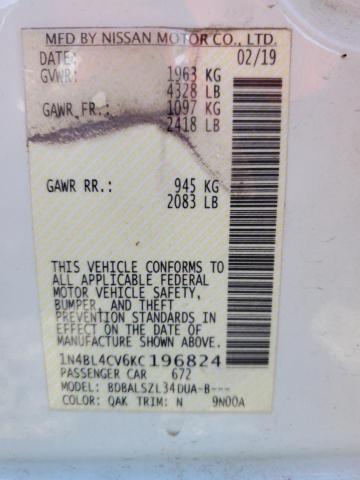 MFD BY NISSAN MOTOR CO., LTD.
DATE: 02/19
GVWR: 1963 KG
4328 LB
GAWR FR.: 1097 KG
2418 LB
GAWR RR.: 945 KG
2083 LB
THIS VEHICLE CONFORMS TO
ALL APPLICABLE FEDERAL
MOTOR VEHICLE SAFETY,
BUMPER, AND THEFT
PREVENTION STANDARDS IN
EFFECT ON THE DATE OF
MANUFACTURE SHOWN ABOVE.
1N4BL4CV6KC196824
PASSENGER CAR 672
MODEL: BDBALSZL34DUA-B---
COLOR: QAK TRIM: N 9N00A